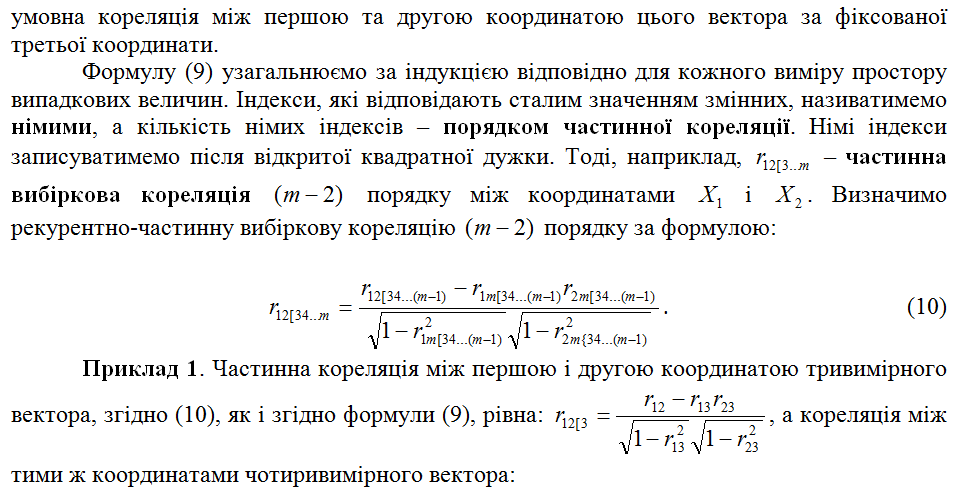 умовна кореляція між першою та другою координатою цього вектора за фіксованої
третьої координати.
Формулу (9) узагальнюємо за індукцією відповідно для кожного виміру простору
випадкових величин. Індекси, які відповідають сталим значенням змінних, називатимемо
німими, а кількість німих індексів – порядком частинної кореляції. Німі індекси
записуватимемо після відкритої квадратної дужки. Тоді, наприклад, r_{12[3..m} – частинна
вибіркова кореляція (m − 2) порядку між координатами X_1 і X_2. Визначимо
рекурентно-частинну вибіркову кореляцію (m − 2) порядку за формулою:
r_{12[34..m} = \frac{r_{12[34...(m−1)} − r_{1m[34...(m−1)} r_{2m[34...(m−1)}}{\sqrt{1 − r^2_{1m[34...(m−1)}} \sqrt{1 − r^2_{2m\{34...(m−1)}}}. (10)
Приклад 1. Частинна кореляція між першою і другою координатою тривимірного
вектора, згідно (10), як і згідно формули (9), рівна: r_{12[3} = \frac{r_{12} − r_{13} r_{23}}{\sqrt{1 − r^2_{13}} \sqrt{1 − r^2_{23}}}, а кореляція між
тими ж координатами чотиривимірного вектора: